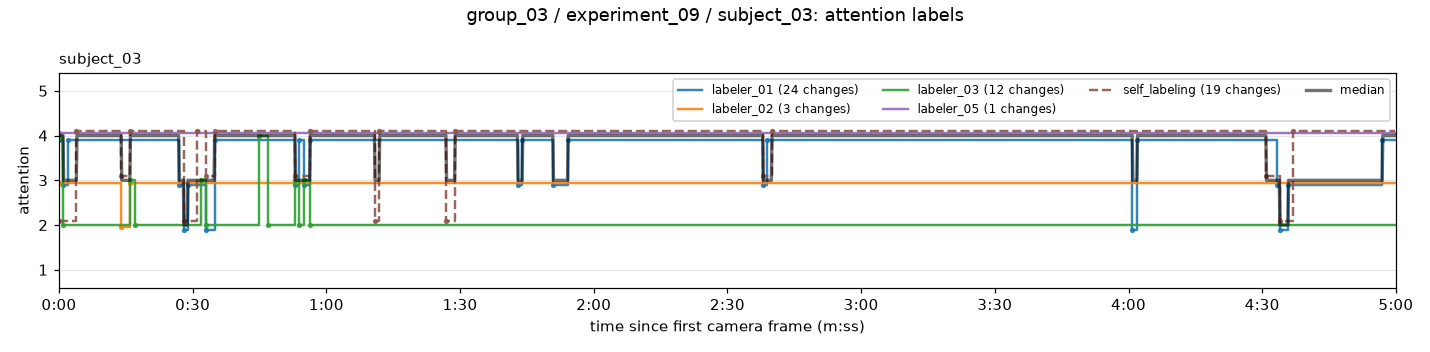 group_03 / experiment_09 / subject_03: attention labels
subject_03
labeler_01 (24 changes)
labeler_02 (3 changes)
labeler_03 (12 changes)
labeler_05 (1 changes)
self_labeling (19 changes)
median
attention
5
4
3
2
1
0:00 0:30 1:00 1:30 2:00 2:30 3:00 3:30 4:00 4:30 5:00
time since first camera frame (m:ss)